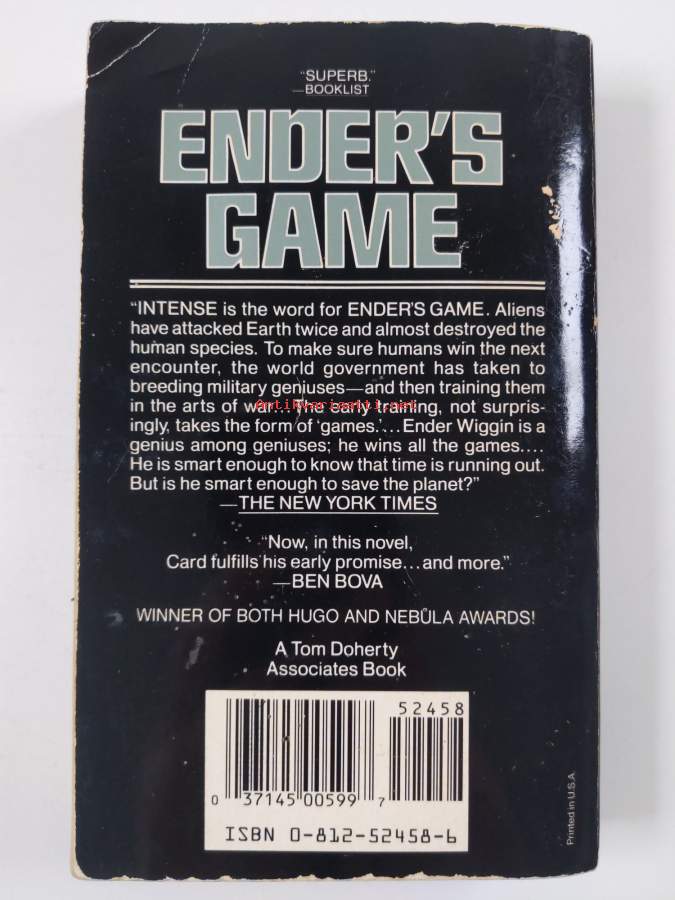 “SUPERB.”
—BOOKLIST
ENDER’S
GAME
“INTENSE is the word for ENDER’S GAME. Aliens
have attacked Earth twice and almost destroyed the
human species. To make sure humans win the next
encounter, the world government has taken to
breeding military geniuses—and then training them
in the arts of war...The early training, not surpris-
Antikvariaatti.net
ingly, takes the form of ‘games.’...Ender Wiggin is a
genius among geniuses; he wins all the games....
He is smart enough to know that time is running out.
But is he smart enough to save the planet?”
—THE NEW YORK TIMES
“Now, in this novel,
Card fulfills his early promise...and more.”
—BEN BOVA
WINNER OF BOTH HUGO AND NEBULA AWARDS!
A Tom Doherty
Associates Book
52458
0 37145 00599 7
ISBN 0-812-52458-6
Printed in U.S.A.